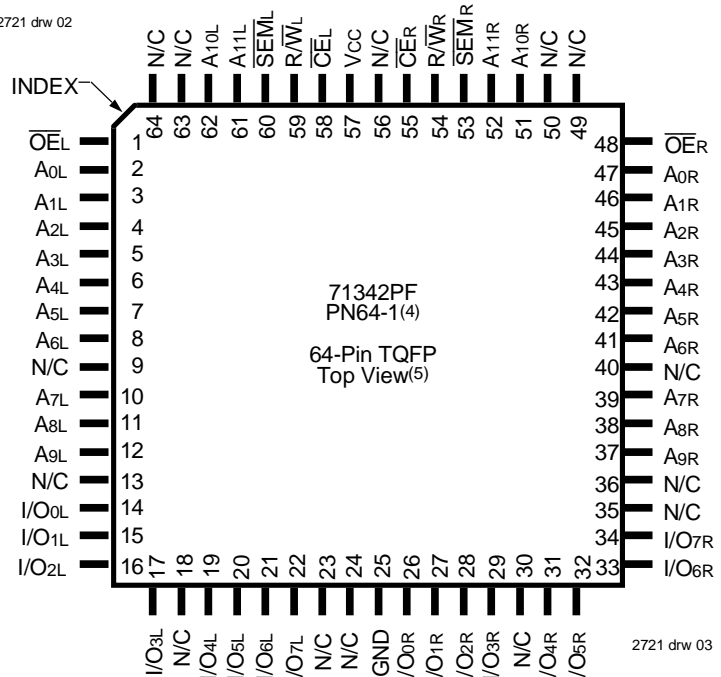 2721 drw 02
INDEX
N/C
N/C
A10L
A11L
SEML
R/WL
CEL
VCC
N/C
CER
R/WR
SEMR
A11R
A10R
N/C
N/C
64
63
62
61
60
59
58
57
56
55
54
53
52
51
50
49
OEL 1
A0L 2
A1L 3
A2L 4
A3L 5
A4L 6
A5L 7
A6L 8
N/C 9
A7L 10
A8L 11
A9L 12
N/C 13
I/O0L 14
I/O1L 15
I/O2L 16
71342PF
PN64-1(4)
64-Pin TQFP
Top View(5)
48 OER
47 A0R
46 A1R
45 A2R
44 A3R
43 A4R
42 A5R
41 A6R
40 N/C
39 A7R
38 A8R
37 A9R
36 N/C
35 N/C
34 I/O7R
33 I/O6R
17
18
19
20
21
22
23
24
25
26
27
28
29
30
31
32
I/O3L
N/C
I/O4L
I/O5L
I/O6L
I/O7L
N/C
N/C
GND
I/O0R
I/O1R
I/O2R
I/O3R
N/C
I/O4R
I/O5R
2721 drw 03